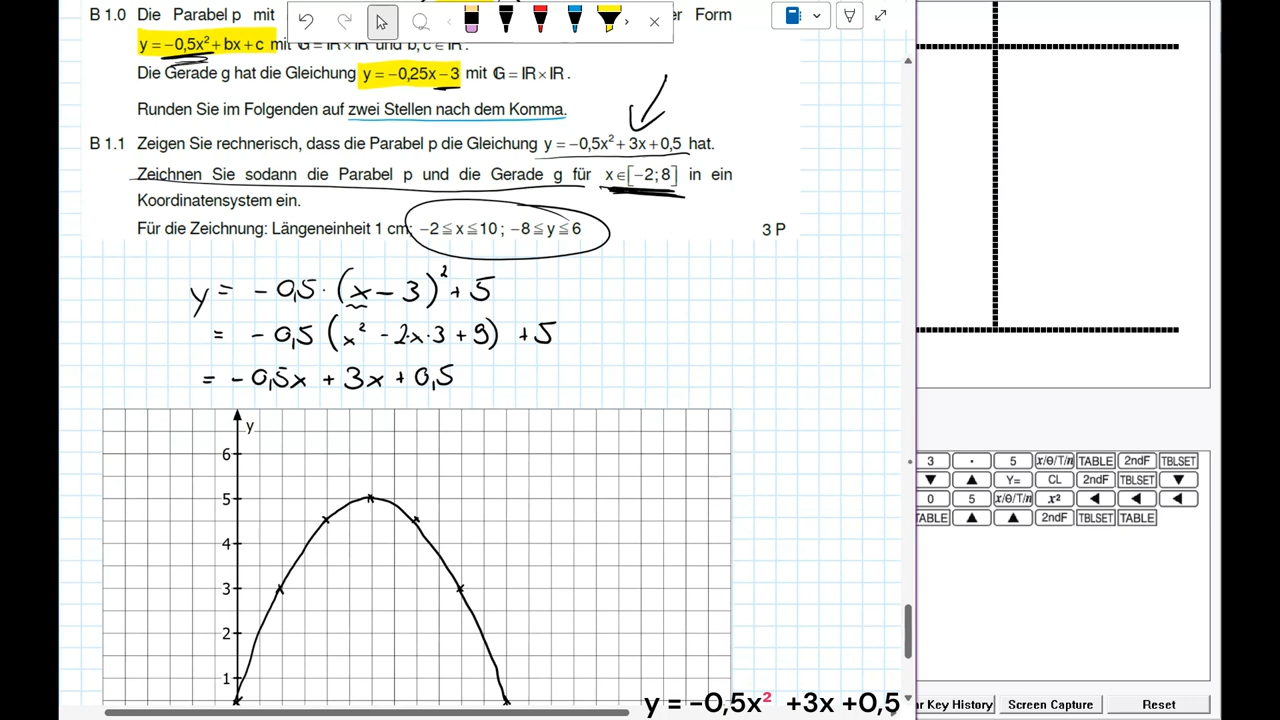 B 1.0 Die Parabel p mit er Form
y = −0,5x² + bx + c mit G = IR × IR und b, c ∈ IR.
Die Gerade g hat die Gleichung y = −0,25x − 3 mit G = IR × IR.
Runden Sie im Folgenden auf zwei Stellen nach dem Komma.
B 1.1 Zeigen Sie rechnerisch, dass die Parabel p die Gleichung y = −0,5x² + 3x + 0,5 hat.
Zeichnen Sie sodann die Parabel p und die Gerade g für x ∈ [−2; 8] in ein
Koordinatensystem ein.
Für die Zeichnung: Längeneinheit 1 cm; −2 ≦ x ≦ 10 ; −8 ≦ y ≦ 6 3 P
y = − 0,5 · (x − 3)² + 5
= − 0,5 (x² − 2·x·3 + 9) + 5
= − 0,5x + 3x + 0,5
y
6
5
4
3
2
1
3 · 5 x/θ/T/n TABLE 2ndF TBLSET
▼ ▲ Y= CL 2ndF TBLSET ▼
0 5 x/θ/T/n x² ◀ ◀ ◀
TABLE ▲ ▲ 2ndF TBLSET TABLE
y = −0,5x² +3x +0,5
ar Key History Screen Capture Reset